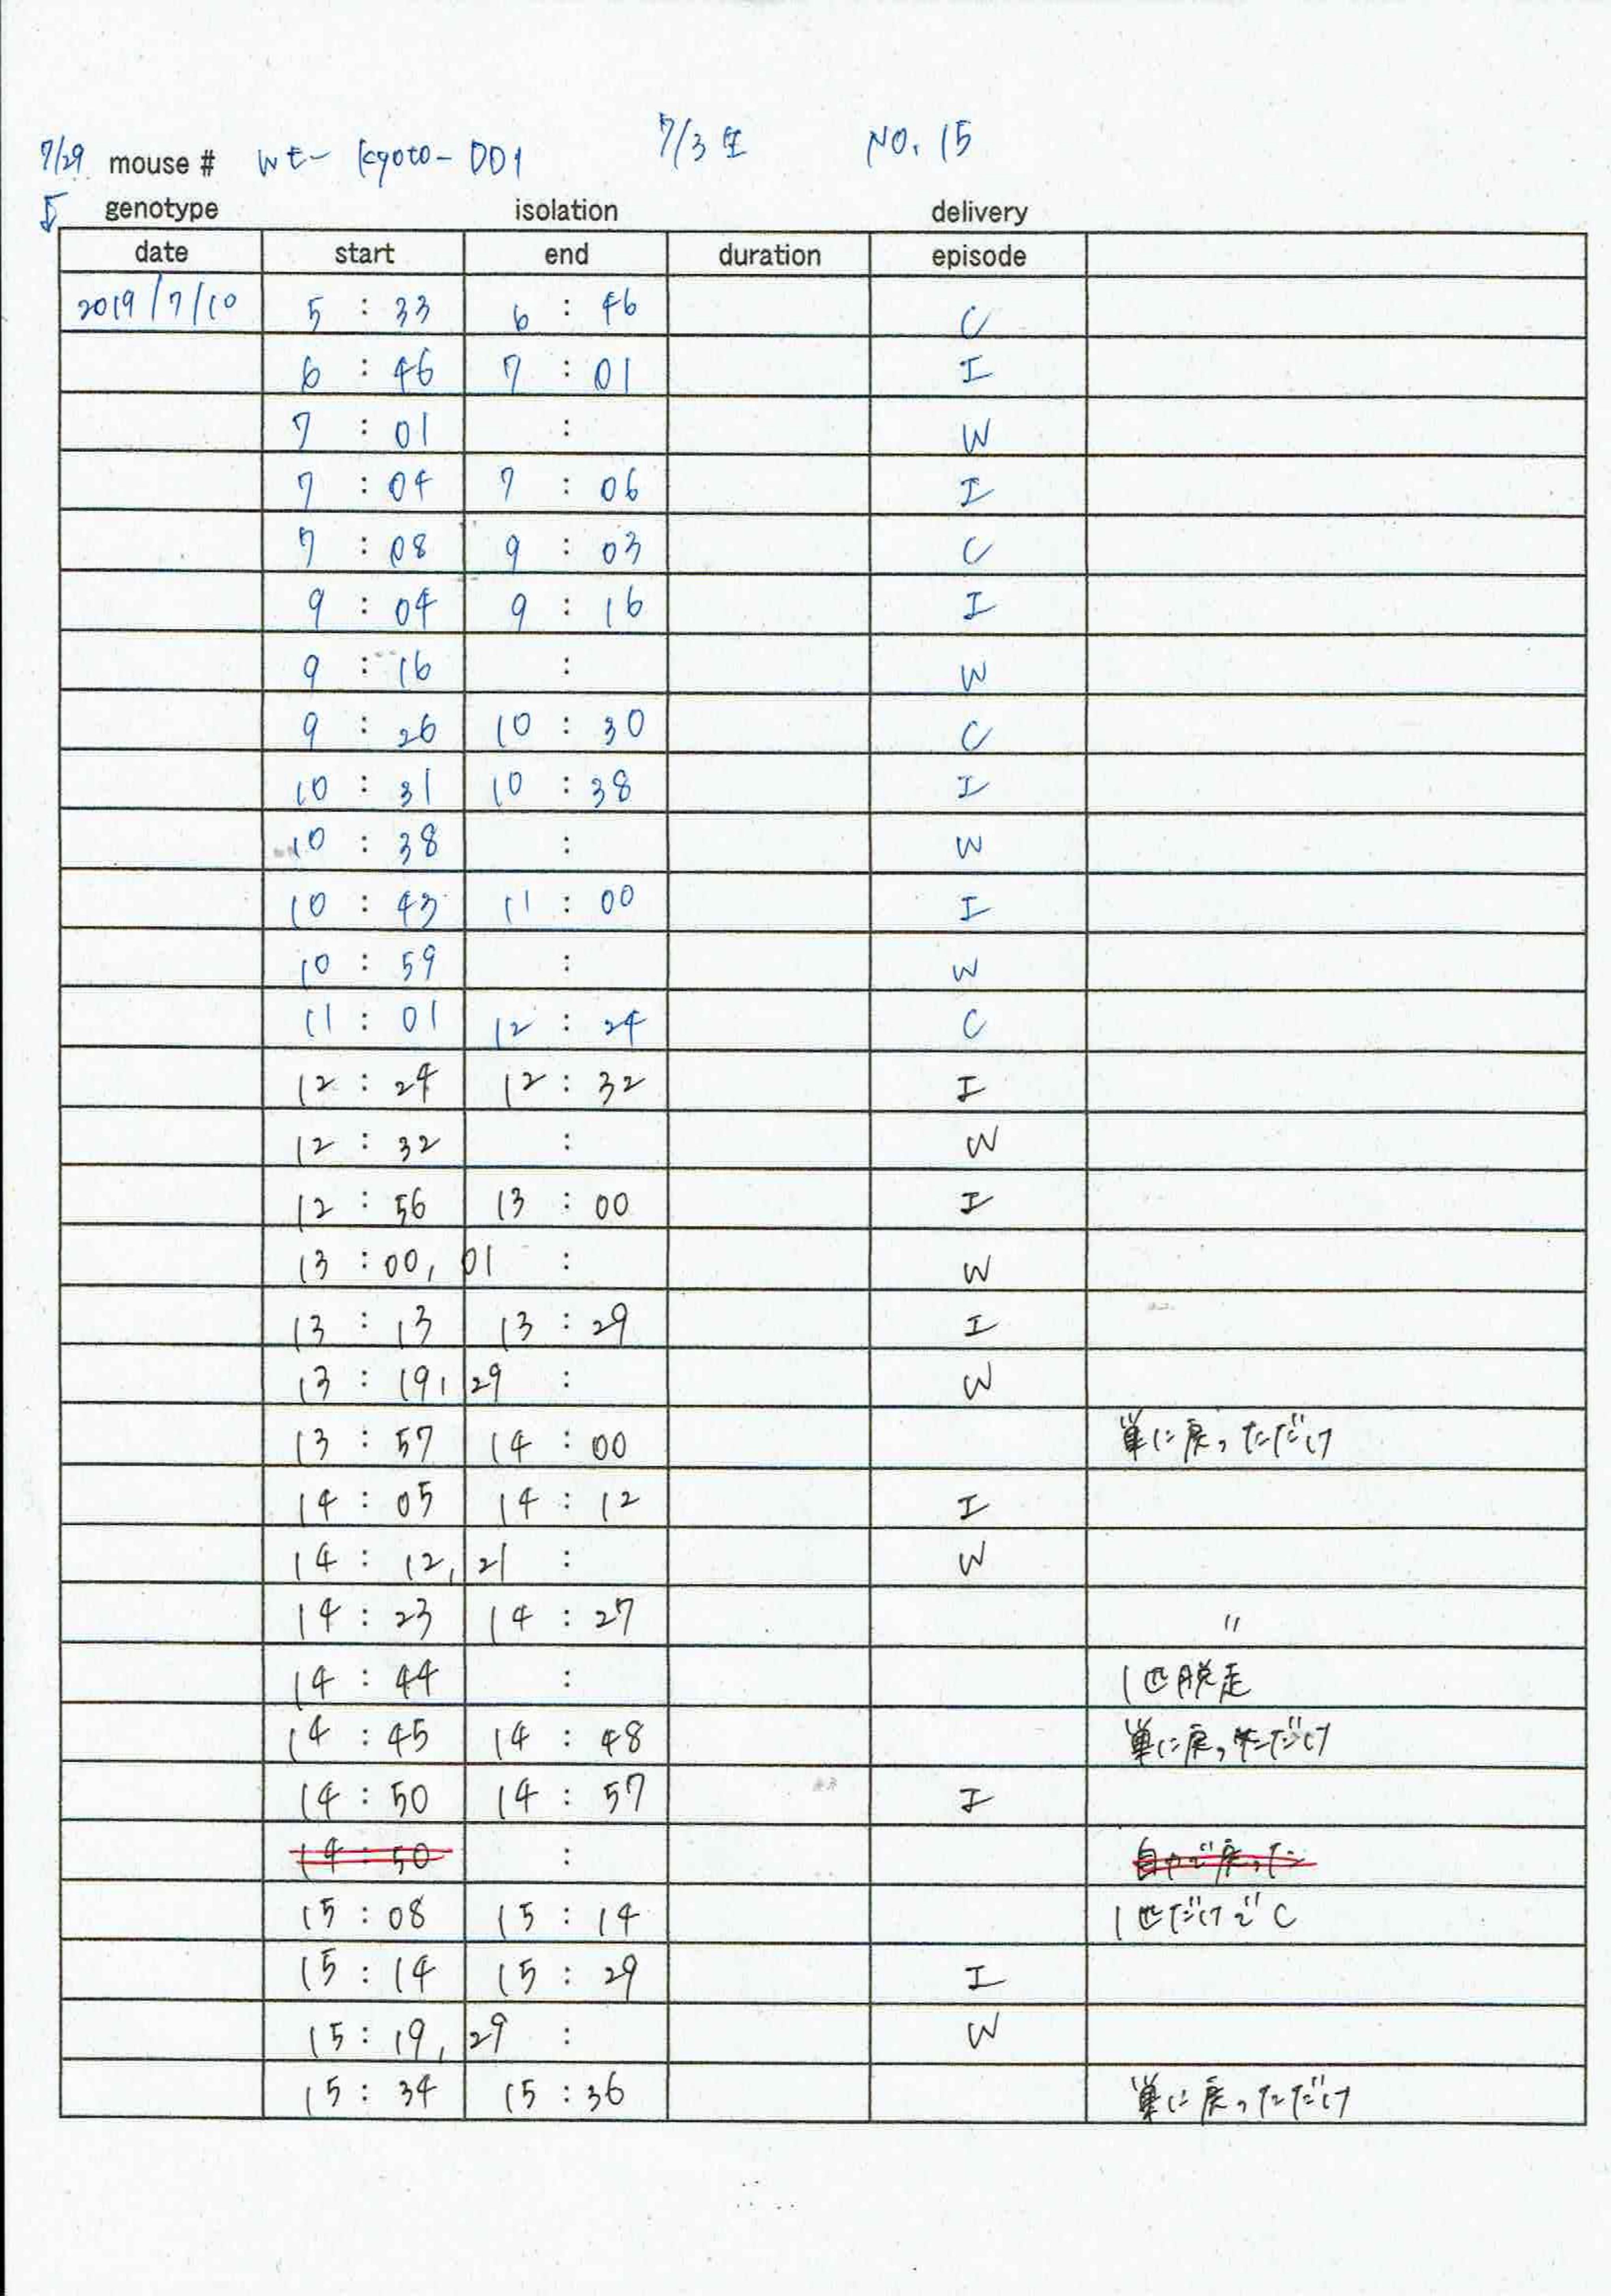 7/3生 NO. 15
7/29 mouse # wt- kyoto- DD1
genotype isolation delivery
date start end duration episode
2019/7/10 5 : 33 6 : 46 C
6 : 46 7 : 01 I
7 : 01 : W
7 : 04 7 : 06 I
7 : 08 9 : 03 C
9 : 04 9 : 16 I
9 : 16 : W
9 : 26 10 : 30 C
10 : 31 10 : 38 I
10 : 38 : W
10 : 43 11 : 00 I
10 : 59 : W
11 : 01 12 : 24 C
12 : 24 12 : 32 I
12 : 32 : W
12 : 56 13 : 00 I
13 : 00, 01 : W
13 : 13 13 : 29 I
13 : 19, 29 : W
13 : 57 14 : 00 巣に戻っただけ
14 : 05 14 : 12 I
14 : 12, 21 : W
14 : 23 14 : 27 〃
14 : 44 : 1匹脱走
14 : 45 14 : 48 巣に戻っただけ
14 : 50 14 : 57 I
14 : 50 : 自力で戻った
15 : 08 15 : 14 1匹だけでC
15 : 14 15 : 29 I
15 : 19, 29 : W
15 : 34 15 : 36 巣に戻っただけ